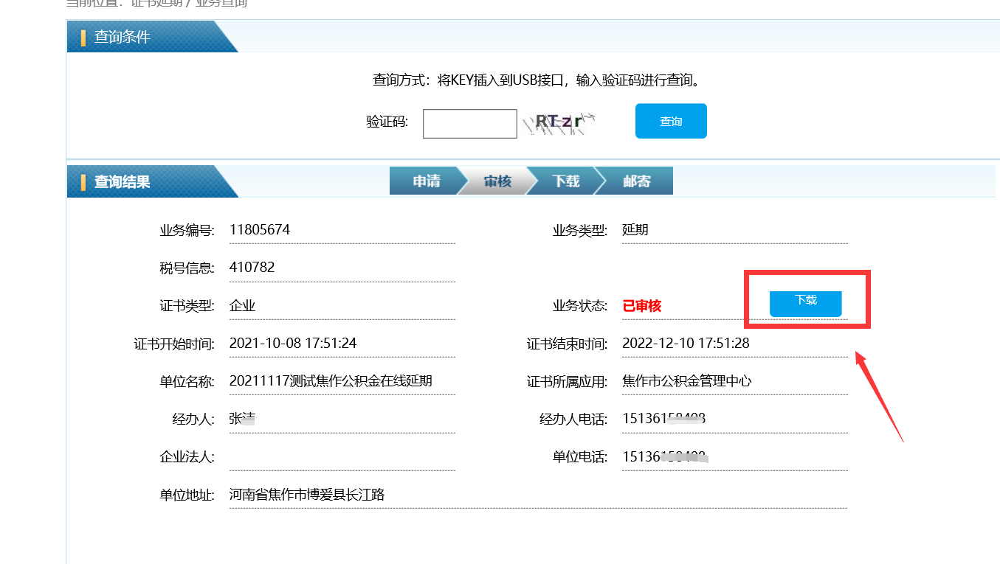 当前位置：证书延期 / 业务查询
查询条件
查询方式：将KEY插入到USB接口，输入验证码进行查询。
验证码:
RTzr
查询
查询结果
申请 审核 下载 邮寄
业务编号: 11805674
业务类型: 延期
税号信息: 410782
证书类型: 企业
业务状态: 已审核
下载
证书开始时间: 2021-10-08 17:51:24
证书结束时间: 2022-12-10 17:51:28
单位名称: 20211117测试焦作公积金在线延期
证书所属应用: 焦作市公积金管理中心
经办人: 张
经办人电话: 151361
企业法人:
单位电话: 15136
单位地址: 河南省焦作市博爱县长江路